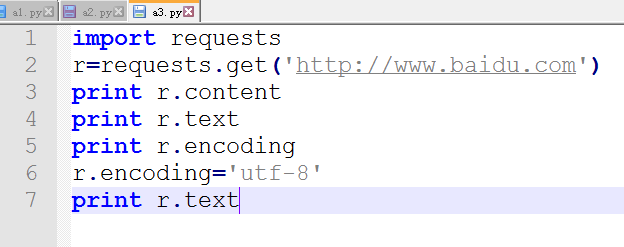 a1.py a2.py a3.py
1 import requests
2 r=requests.get('http://www.baidu.com')
3 print r.content
4 print r.text
5 print r.encoding
6 r.encoding='utf-8'
7 print r.text